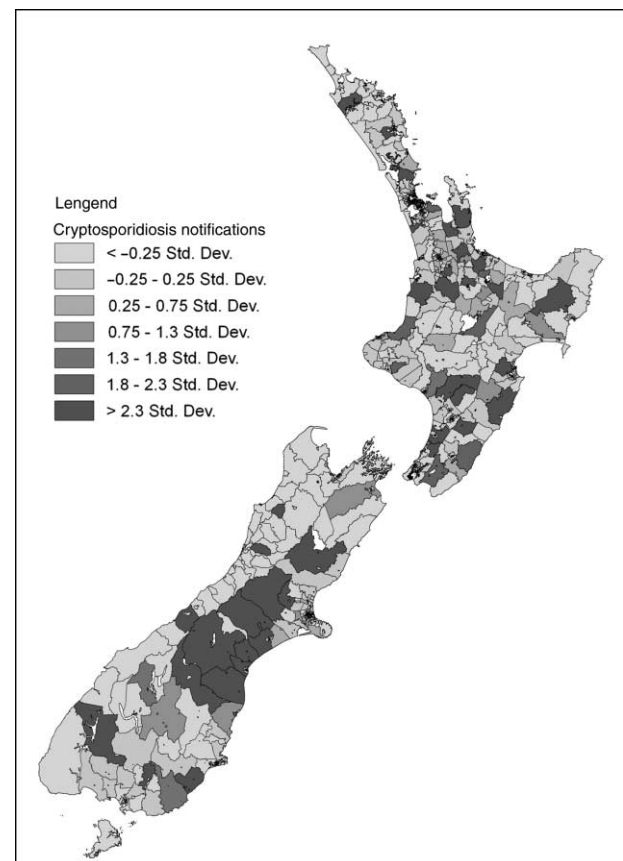 Lengend
Cryptosporidiosis notifications
< –0.25 Std. Dev.
–0.25 - 0.25 Std. Dev.
0.25 - 0.75 Std. Dev.
0.75 - 1.3 Std. Dev.
1.3 - 1.8 Std. Dev.
1.8 - 2.3 Std. Dev.
> 2.3 Std. Dev.